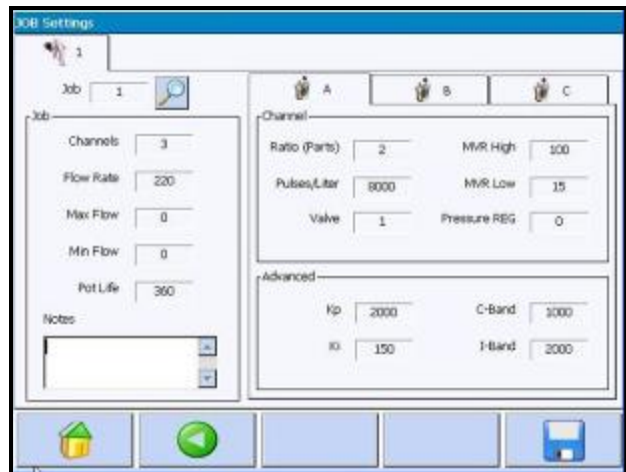 JOB Settings
1
Job 1
A B C
Job
Channels 3
Flow Rate 220
Max Flow 0
Min Flow 0
Pot Life 360
Notes
Channel
Ratio (Parts) 2 MVR High 100
Pulses/Liter 8000 MVR Low 15
Valve 1 Pressure REG 0
Advanced
Kp 2000 C-Band 1000
Ki 150 I-Band 2000